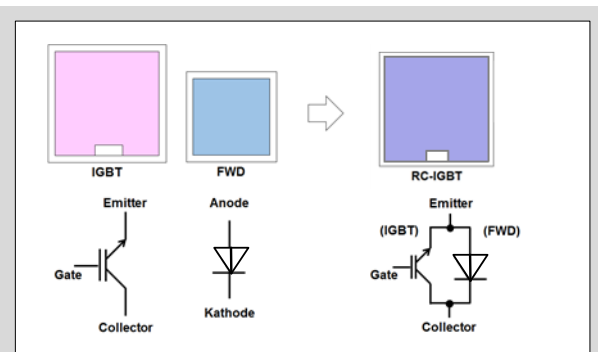 IGBT
FWD
RC-IGBT
Emitter
Anode
Emitter
(IGBT)
(FWD)
Gate
Gate
Kathode
Collector
Collector